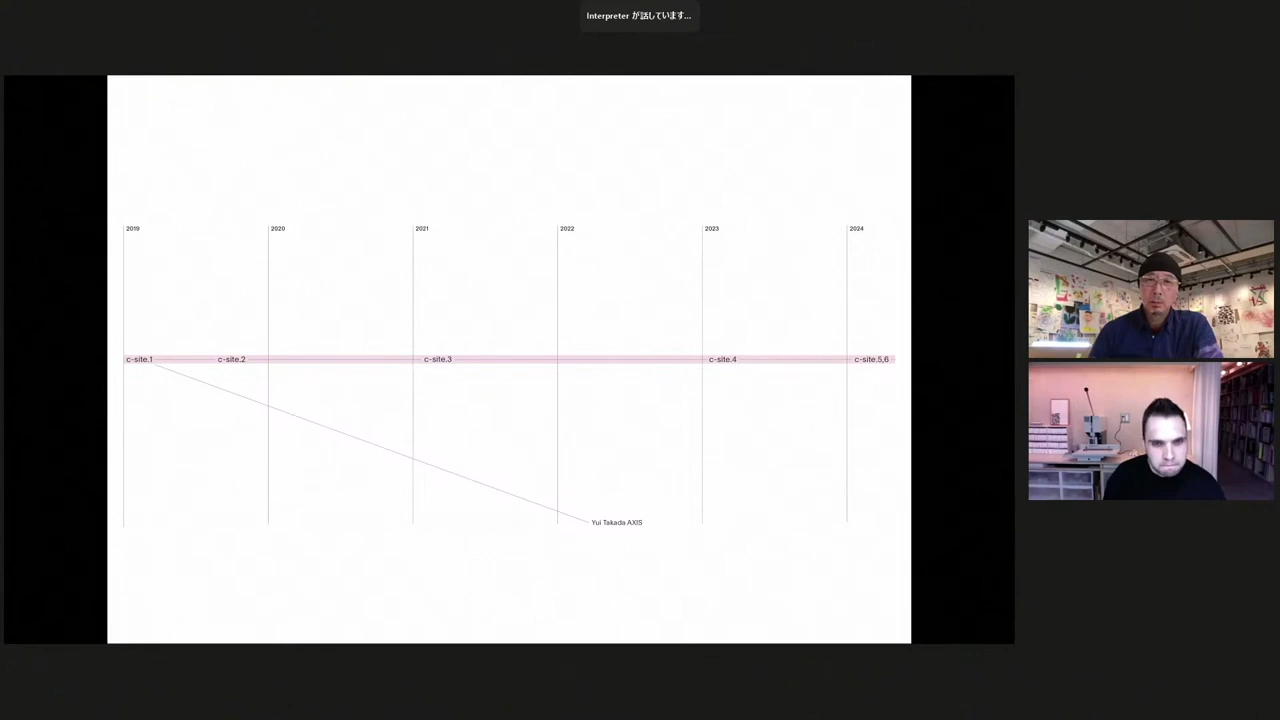 Interpreter が話しています...
2019
2020
2021
2022
2023
2024
c-site.1
c-site.2
c-site.3
c-site.4
c-site.5,6
Yui Takada AXIS